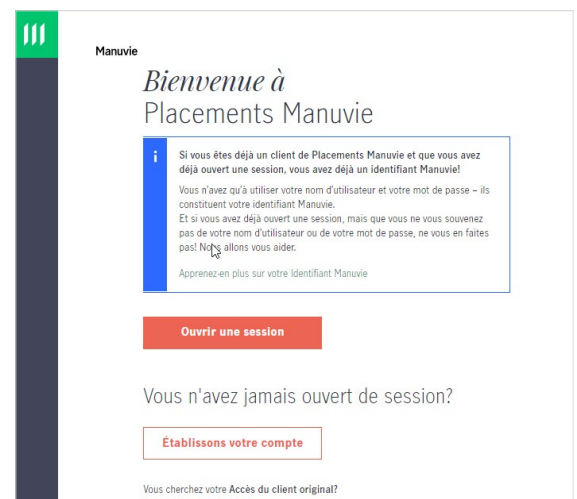 Manuvie
Bienvenue à
Placements Manuvie
Si vous êtes déjà un client de Placements Manuvie et que vous avez
déjà ouvert une session, vous avez déjà un identifiant Manuvie!
Vous n'avez qu'à utiliser votre nom d'utilisateur et votre mot de passe – ils
constituent votre identifiant Manuvie.
Et si vous avez déjà ouvert une session, mais que vous ne vous souvenez
pas de votre nom d'utilisateur ou de votre mot de passe, ne vous en faites
pas! Nous allons vous aider.
Apprenez-en plus sur votre Identifiant Manuvie
Ouvrir une session
Vous n'avez jamais ouvert de session?
Établissons votre compte
Vous cherchez votre Accès du client original?